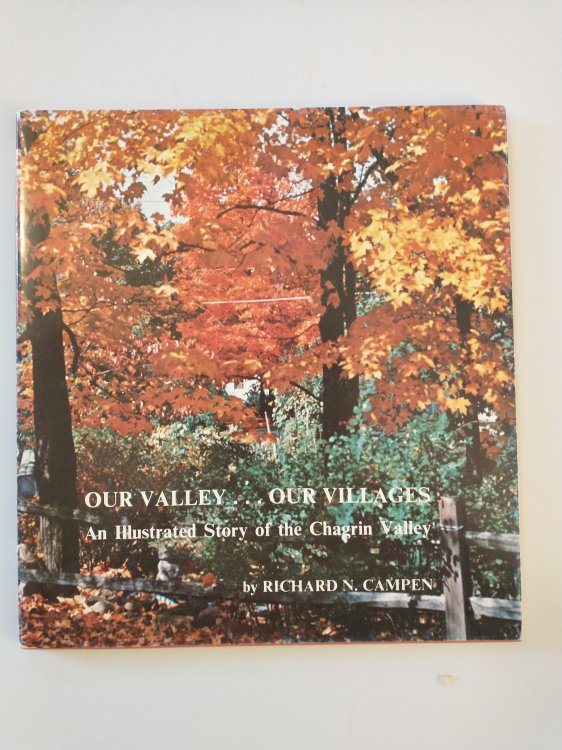 OUR VALLEY . . . OUR VILLAGES
An Illustrated Story of the Chagrin Valley
by RICHARD N. CAMPEN